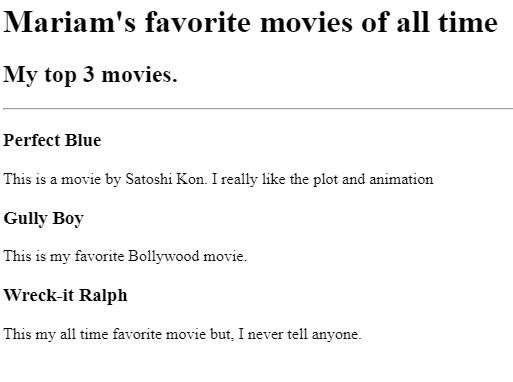 Mariam's favorite movies of all time
My top 3 movies.
Perfect Blue
This is a movie by Satoshi Kon. I really like the plot and animation
Gully Boy
This is my favorite Bollywood movie.
Wreck-it Ralph
This my all time favorite movie but, I never tell anyone.